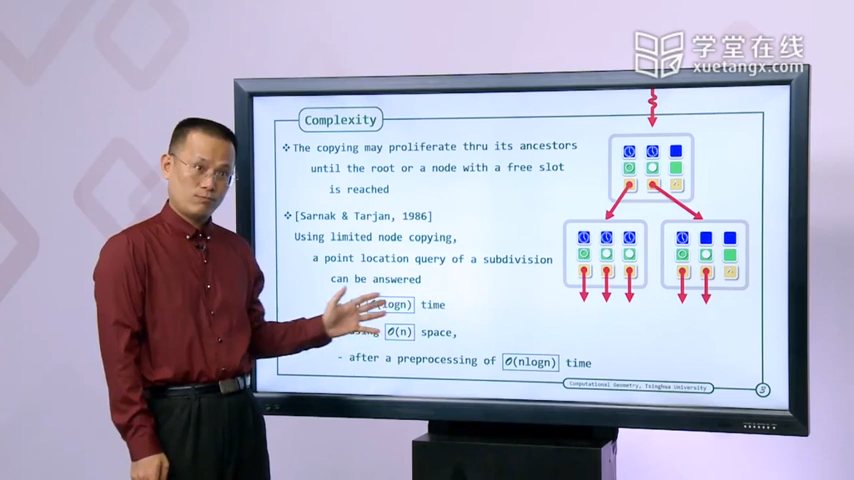 学堂在线
xuetangx.com
Complexity
❖ The copying may proliferate thru its ancestors
until the root or a node with a free slot
is reached
❖ [Sarnak & Tarjan, 1986]
Using limited node copying,
a point location query of a subdivision
can be answered
(logn) time
O(n) space,
- after a preprocessing of O(nlogn) time
Computational Geometry, Tsinghua University